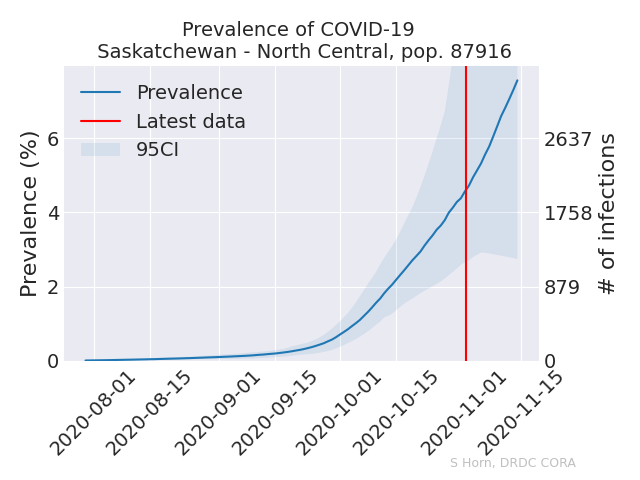 Prevalence of COVID-19
Saskatchewan - North Central, pop. 87916
Prevalence
Latest data
95CI
Prevalence (%)
6
4
2
0
2637
1758
879
0
# of infections
2020-08-01
2020-08-15
2020-09-01
2020-09-15
2020-10-01
2020-10-15
2020-11-01
2020-11-15
S Horn, DRDC CORA